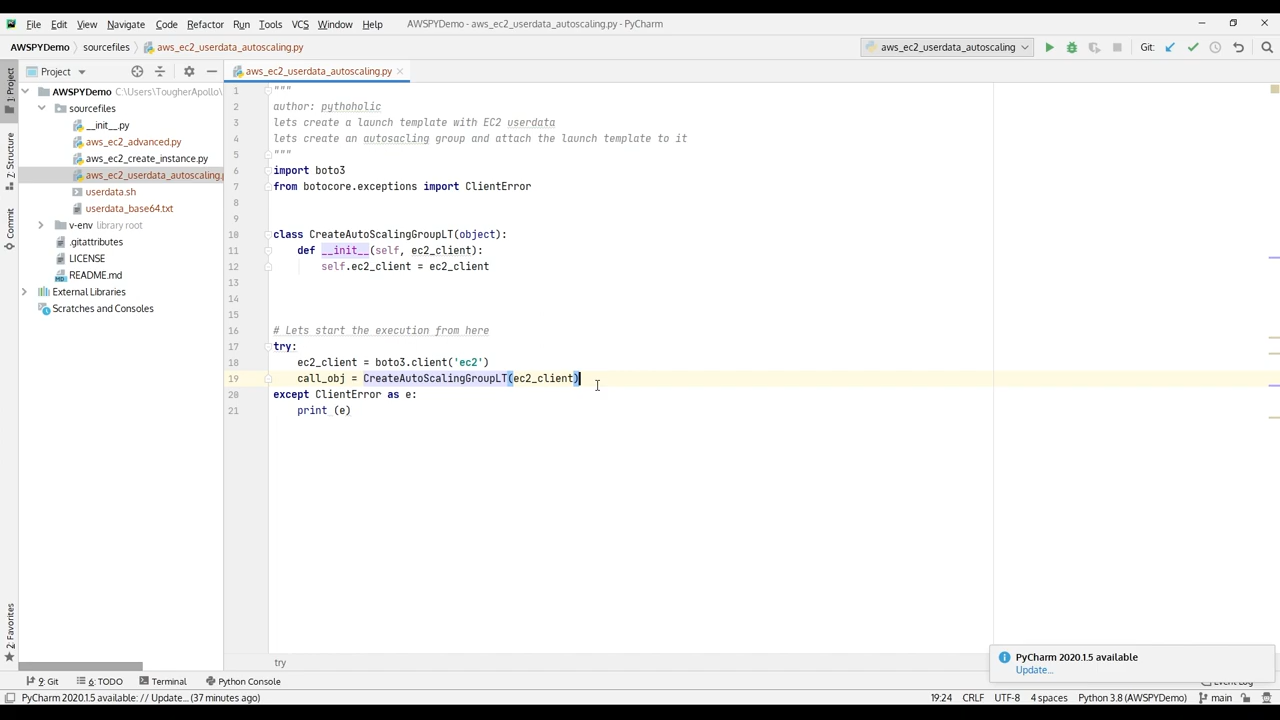 File Edit View Navigate Code Refactor Run Tools VCS Window Help AWSPYDemo - aws_ec2_userdata_autoscaling.py - PyCharm
AWSPYDemo sourcefiles aws_ec2_userdata_autoscaling.py aws_ec2_userdata_autoscaling Git:
Project aws_ec2_userdata_autoscaling.py
1: Project
2: Structure
Commit
2: Favorites
AWSPYDemo C:\Users\TougherApollo\
sourcefiles
__init__.py
aws_ec2_advanced.py
aws_ec2_create_instance.py
aws_ec2_userdata_autoscaling.
userdata.sh
userdata_base64.txt
v-env library root
.gitattributes
LICENSE
README.md
External Libraries
Scratches and Consoles
1 """
2 author: pythoholic
3 lets create a launch template with EC2 userdata
4 lets create an autosacling group and attach the launch template to it
5 """
6 import boto3
7 from botocore.exceptions import ClientError
8
9
10 class CreateAutoScalingGroupLT(object):
11 def __init__(self, ec2_client):
12 self.ec2_client = ec2_client
13
14
15
16 # Lets start the execution from here
17 try:
18 ec2_client = boto3.client('ec2')
19 call_obj = CreateAutoScalingGroupLT(ec2_client)
20 except ClientError as e:
21 print (e)
try
PyCharm 2020.1.5 available
Update...
9: Git 6: TODO Terminal Python Console Event Log
PyCharm 2020.1.5 available: // Update... (37 minutes ago) 19:24 CRLF UTF-8 4 spaces Python 3.8 (AWSPYDemo) main